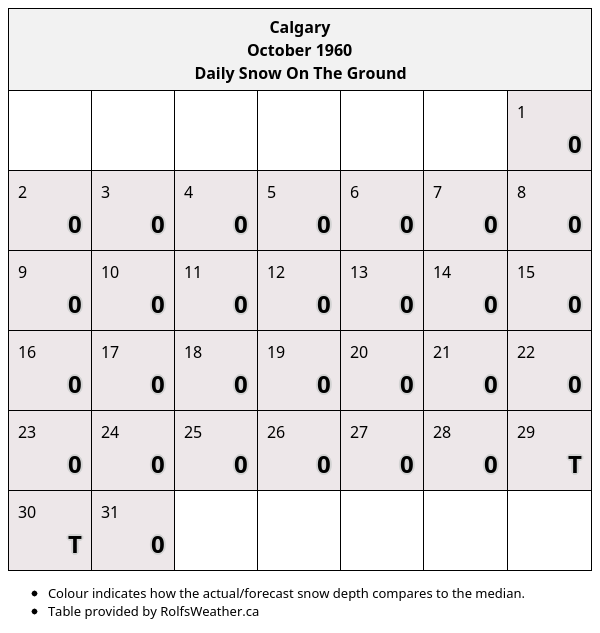 Calgary
October 1960
Daily Snow On The Ground
1
0
2 3 4 5 6 7 8
0 0 0 0 0 0 0
9 10 11 12 13 14 15
0 0 0 0 0 0 0
16 17 18 19 20 21 22
0 0 0 0 0 0 0
23 24 25 26 27 28 29
0 0 0 0 0 0 T
30 31
T 0
• Colour indicates how the actual/forecast snow depth compares to the median.
• Table provided by RolfsWeather.ca